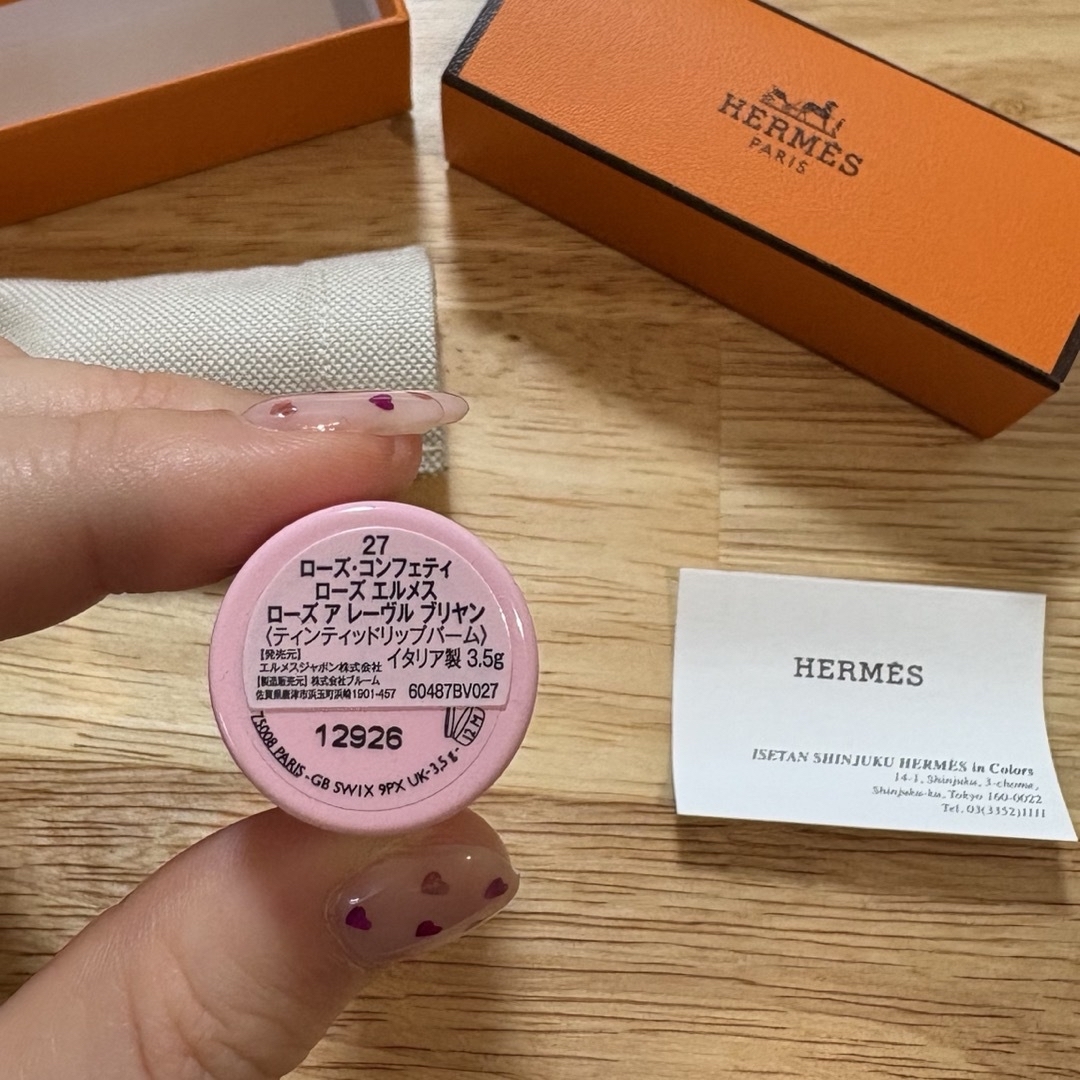 HERMÈS
PARIS
27
ローズ・コンフェティ
ローズ エルメス
ローズ ア レーヴル ブリヤン
〈ティンティッドリップバーム〉
【発売元】
エルメスジャポン株式会社 イタリア製 3.5g
【製造販売元】株式会社ブルーム
佐賀県唐津市浜玉町浜崎1901-457 60487BV027
12926
75008 PARIS - GB SW1X 9PX UK - 3,5 g -
12 M
HERMÈS
ISETAN SHINJUKU HERMÈS in Colors
14-1, Shinjuku, 3-chome,
Shinjuku-ku, Tokyo 160-0022
Tel. 03(3352)1111